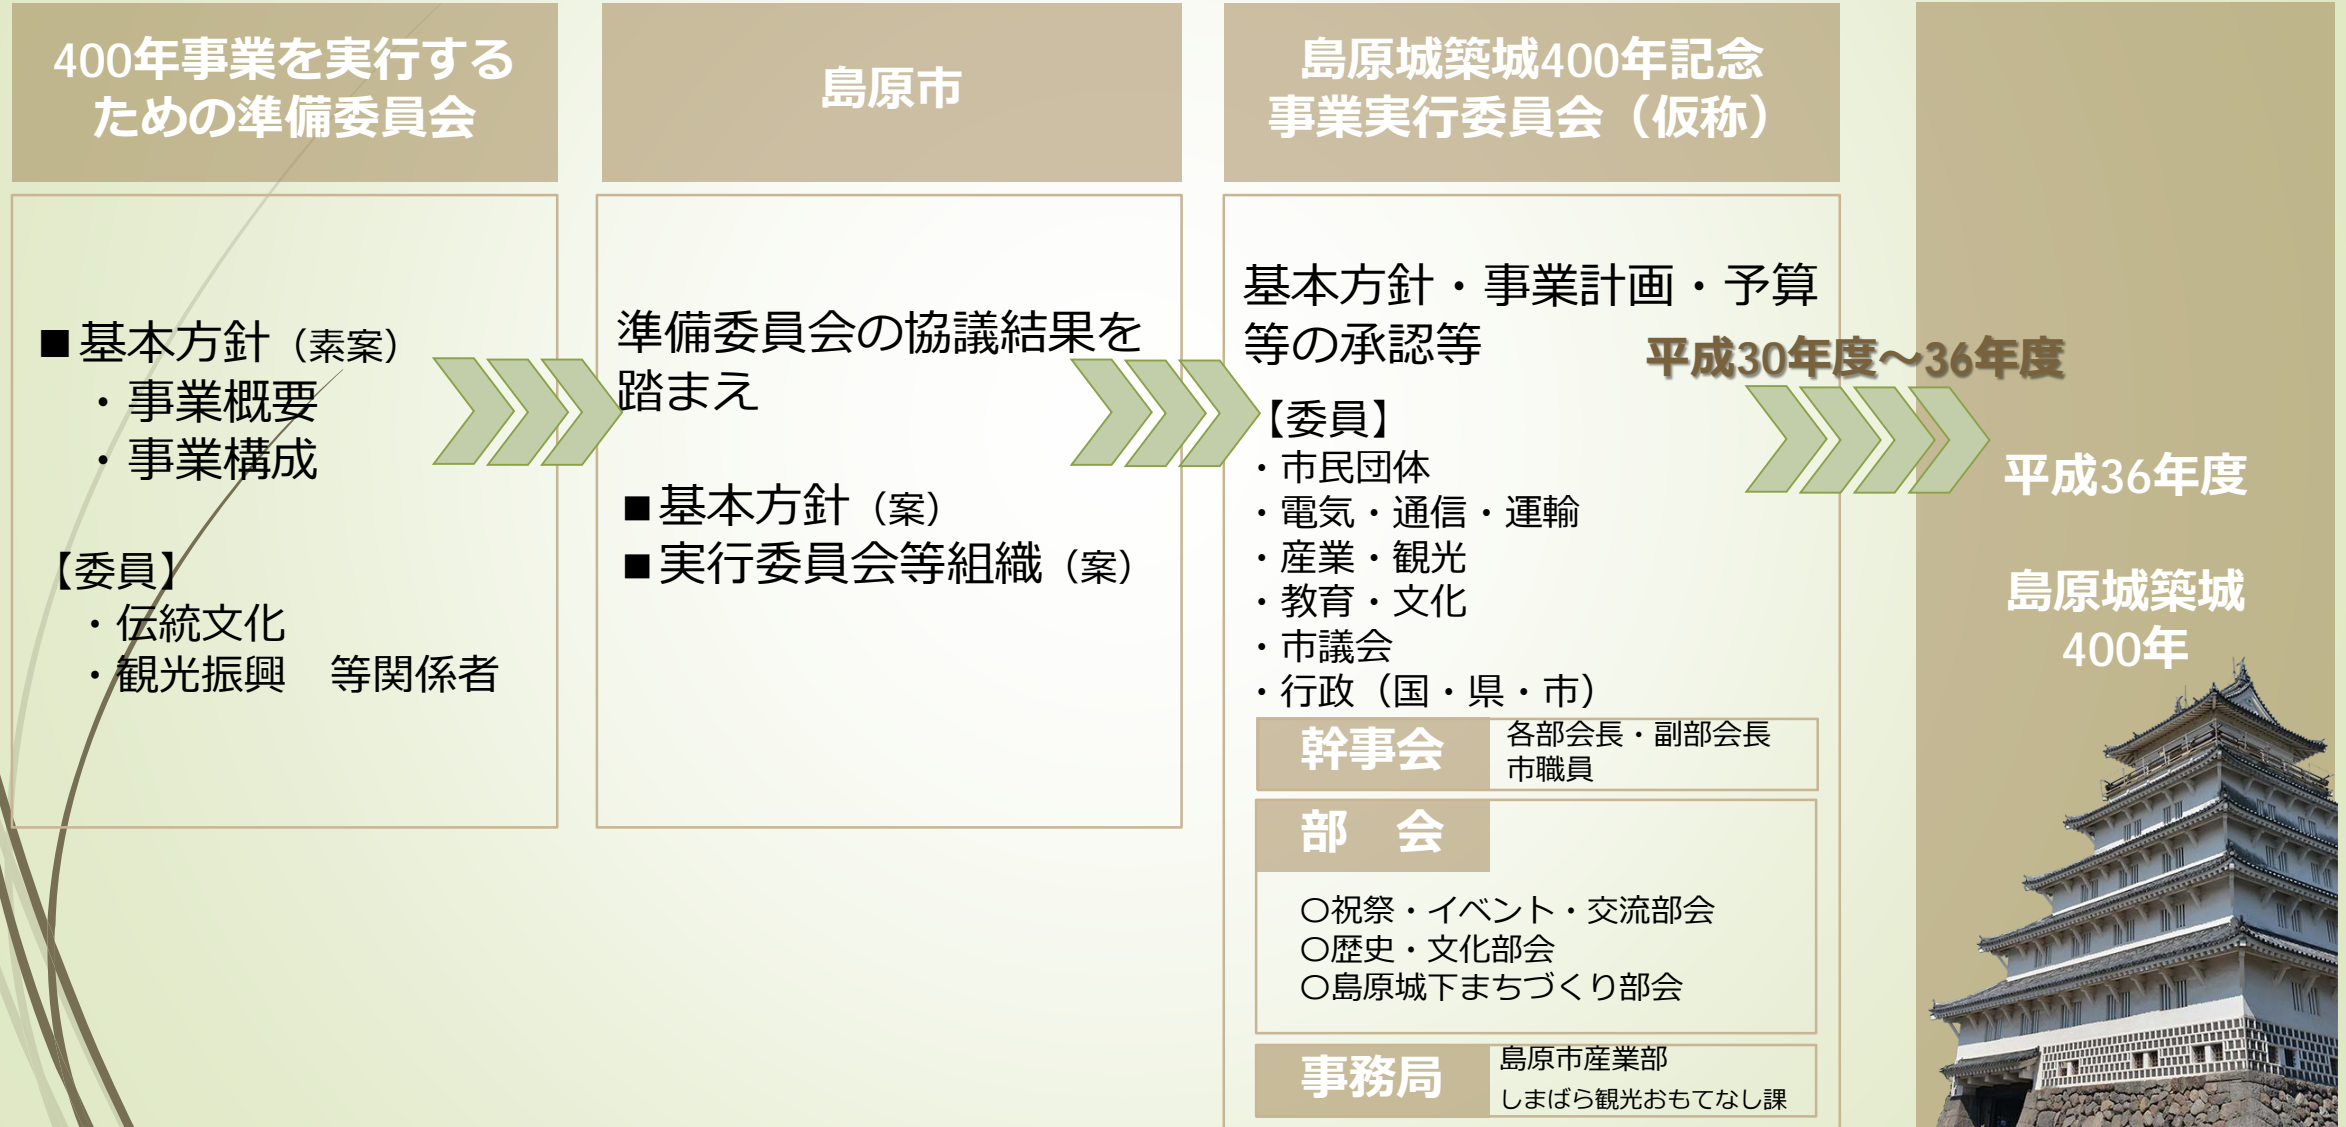 400年事業を実行する
ための準備委員会
■基本方針（素案）
・事業概要
・事業構成
【委員】
・伝統文化
・観光振興　等関係者
島原市
準備委員会の協議結果を
踏まえ
■基本方針（案）
■実行委員会等組織（案）
島原城築城400年記念
事業実行委員会（仮称）
基本方針・事業計画・予算
等の承認等
【委員】
・市民団体
・電気・通信・運輸
・産業・観光
・教育・文化
・市議会
・行政（国・県・市）
幹事会
各部会長・副部会長
市職員
部　会
○祝祭・イベント・交流部会
○歴史・文化部会
○島原城下まちづくり部会
事務局
島原市産業部
しまばら観光おもてなし課
平成30年度～36年度
平成36年度
島原城築城
400年